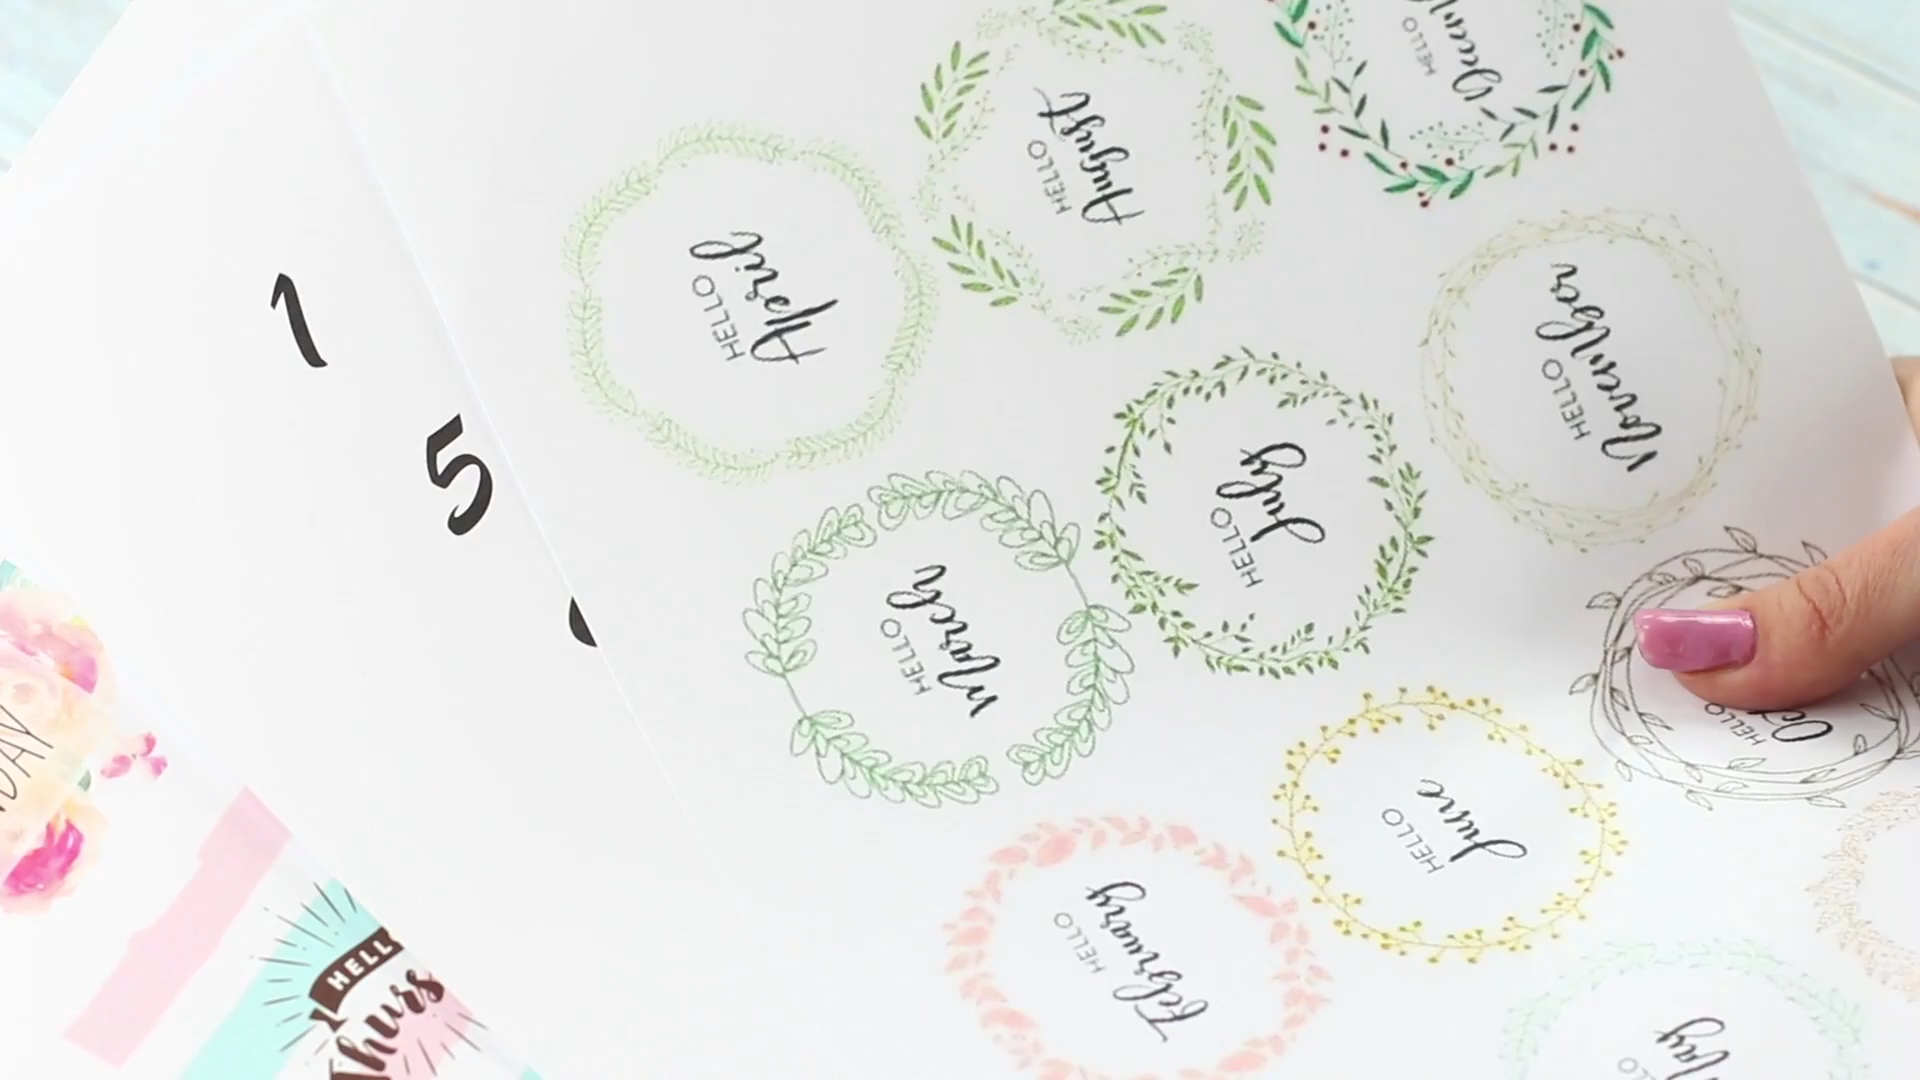 1
5
HELLO
April
HELLO
August
HELLO
December
HELLO
March
HELLO
July
HELLO
November
HELLO
February
HELLO
June
HELLO
HELL
Thurs